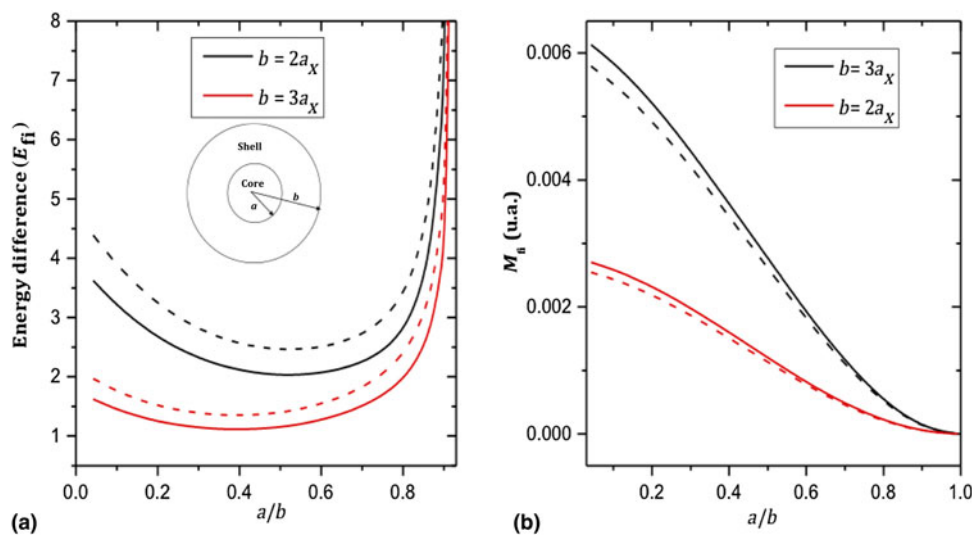 8
7
6
5
4
3
2
1
Energy difference (E_fi)
b = 2a_X
b = 3a_X
Shell
Core
b
a
0.0 0.2 0.4 0.6 0.8
a/b
(a)
0.006
0.004
0.002
0.000
M_fi (u.a.)
b= 3a_X
b= 2a_X
0.2 0.4 0.6 0.8 1.0
a/b
(b)